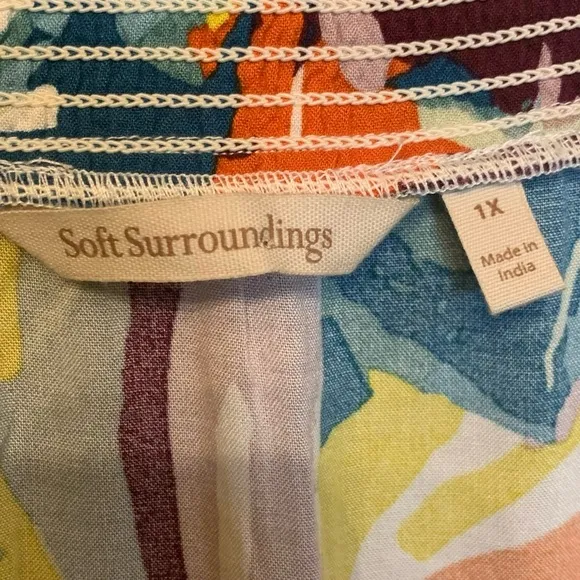 Soft Surroundings
1X
Made in
India